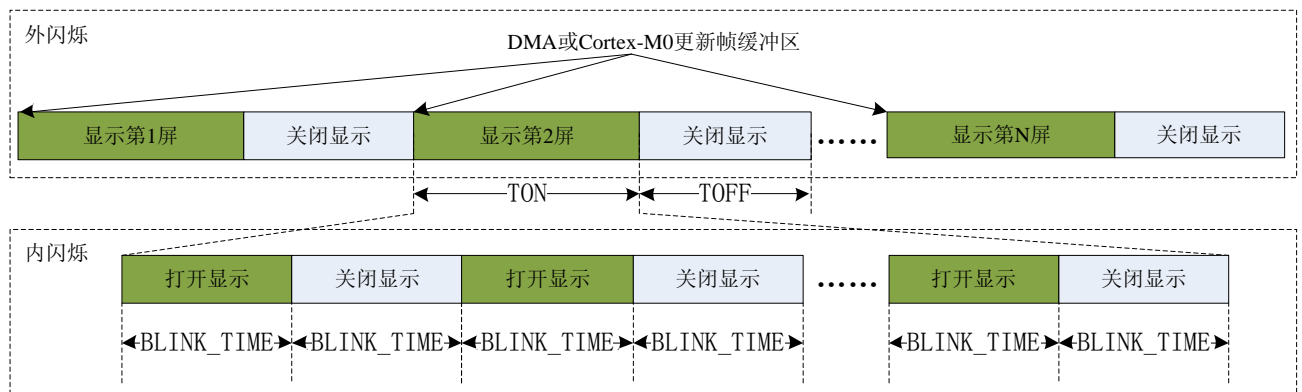 外闪烁
DMA或Cortex-M0更新帧缓冲区
显示第1屏 关闭显示 显示第2屏 关闭显示 …… 显示第N屏 关闭显示
TON TOFF
内闪烁
打开显示 关闭显示 打开显示 关闭显示 …… 打开显示 关闭显示
BLINK_TIME BLINK_TIME BLINK_TIME BLINK_TIME BLINK_TIME BLINK_TIME